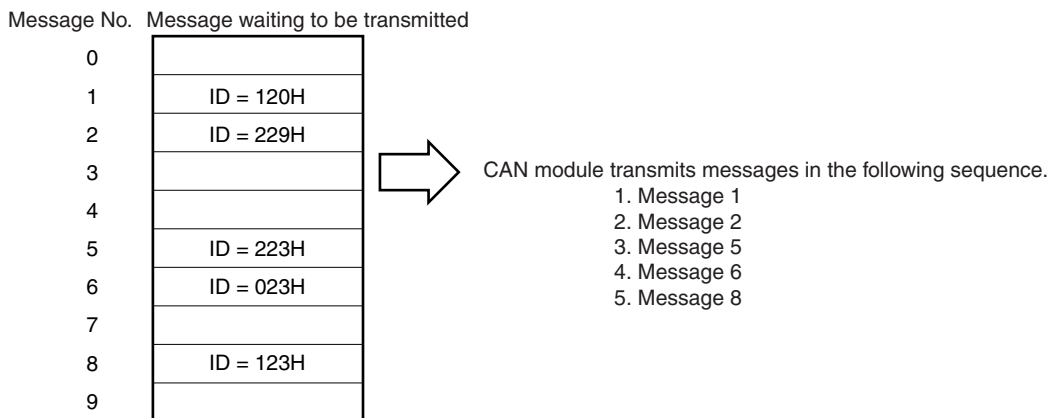 Message No. Message waiting to be transmitted
0
1 ID = 120H
2 ID = 229H
3 CAN module transmits messages in the following sequence.
1. Message 1
4
2. Message 2
5 ID = 223H 3. Message 5
4. Message 6
6 ID = 023H
5. Message 8
7
8 ID = 123H
9